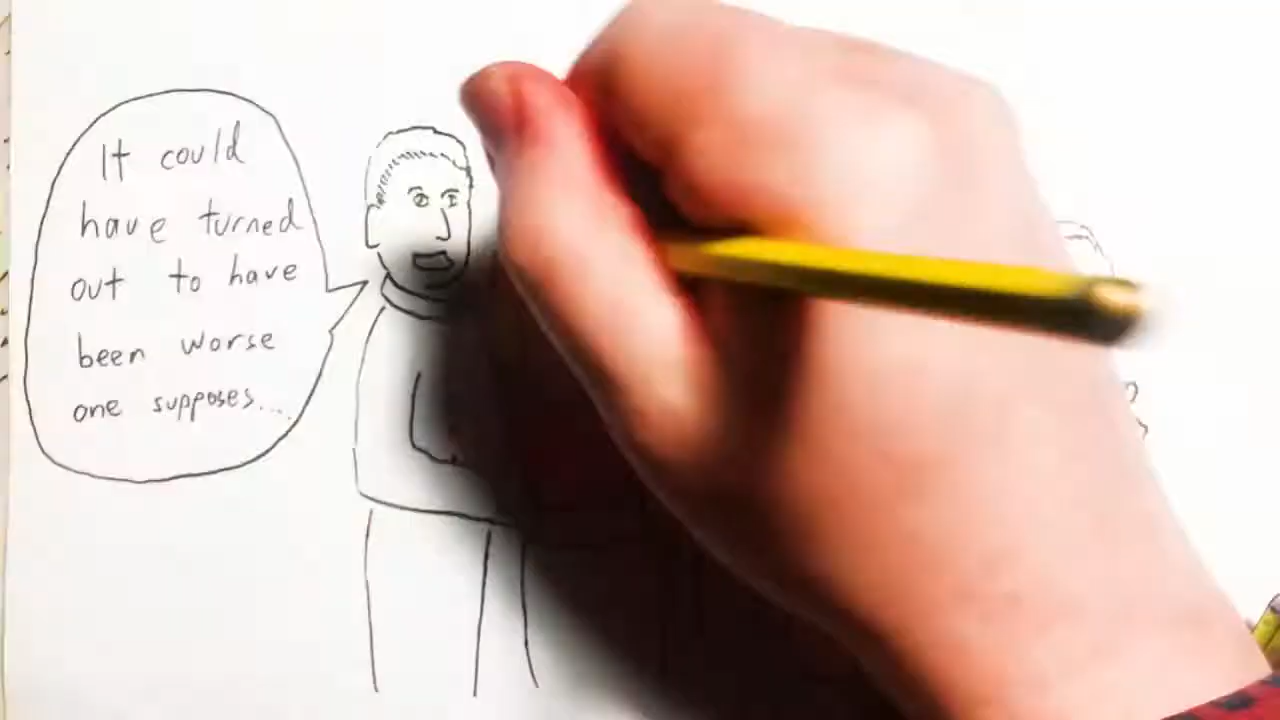 It could
have turned
out to have
been worse
one supposes....